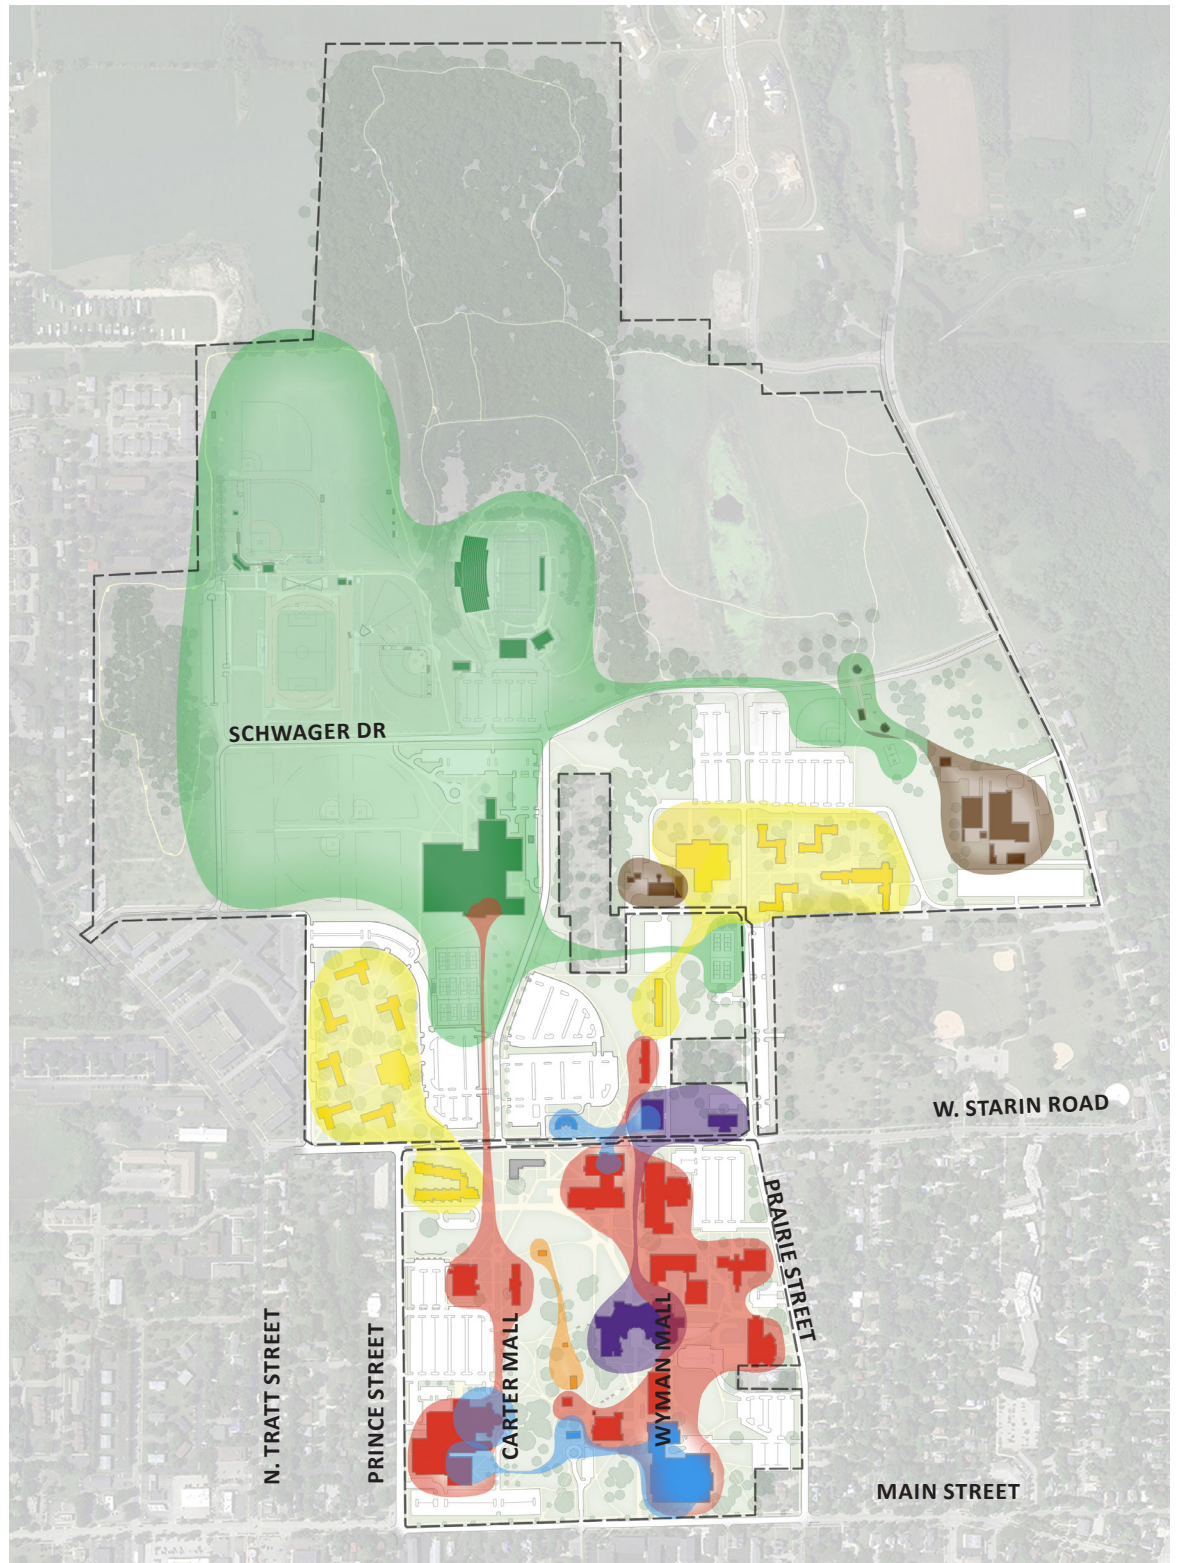 SCHWAGER DR
W. STARIN ROAD
PRAIRIE STREET
N. TRATT STREET
PRINCE STREET
CARTER MALL
WYMAN MALL
MAIN STREET